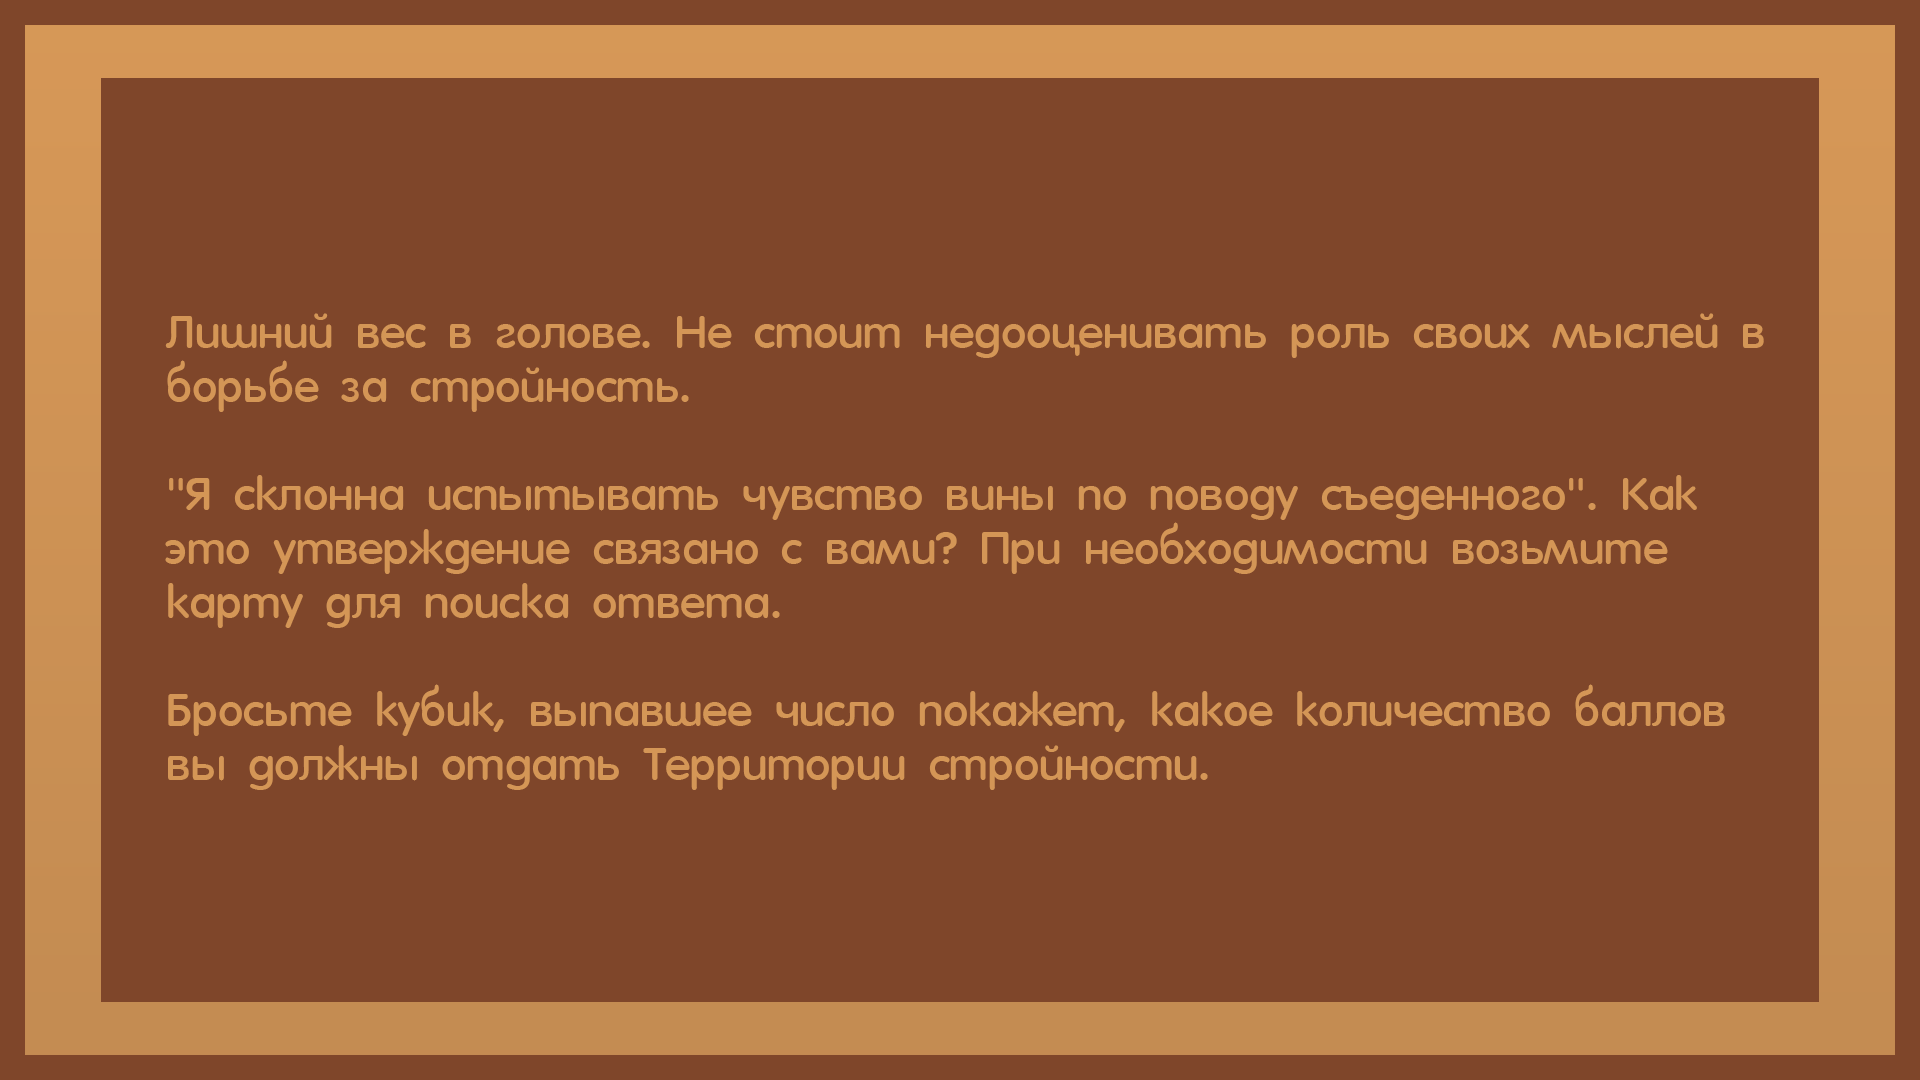 Лишний вес в голове. Не стоит недооценивать роль своих мыслей в
борьбе за стройность.
"Я склонна испытывать чувство вины по поводу съеденного". Как
это утверждение связано с вами? При необходимости возьмите
карту для поиска ответа.
Бросьте кубик, выпавшее число покажет, какое количество баллов
вы должны отдать Территории стройности.